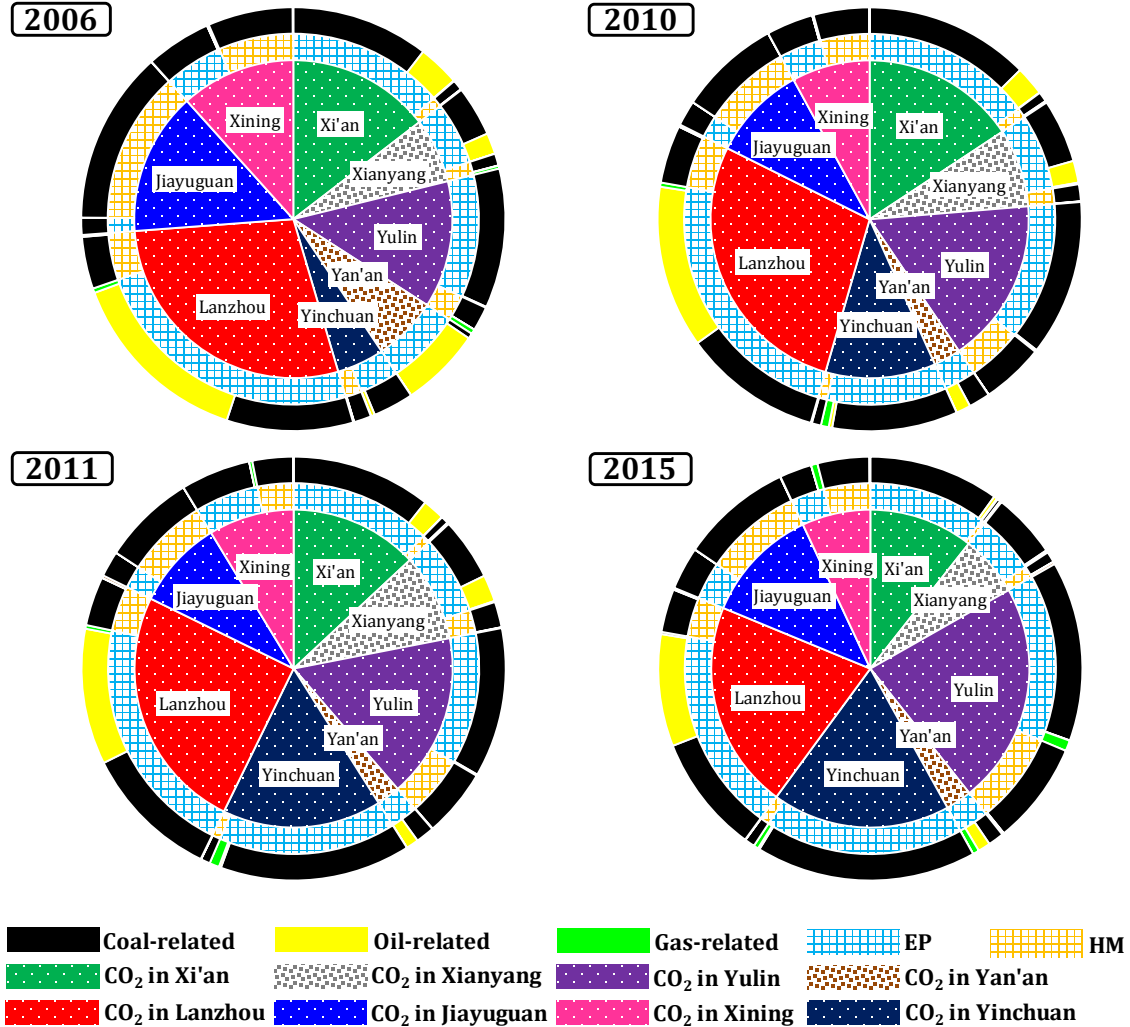 2006
2010
Xining
Xi'an
Xianyang
Jiayuguan
Yulin
Yan'an
Lanzhou
Yinchuan
Xining
Xi'an
Jiayuguan
Xianyang
Lanzhou
Yulin
Yan'an
Yinchuan
2011
2015
Xining
Xi'an
Jiayuguan
Xianyang
Lanzhou
Yulin
Yan'an
Yinchuan
Xining
Xi'an
Jiayuguan
Xianyang
Lanzhou
Yulin
Yan'an
Yinchuan
Coal-related Oil-related Gas-related EP HM
CO₂ in Xi'an CO₂ in Xianyang CO₂ in Yulin CO₂ in Yan'an
CO₂ in Lanzhou CO₂ in Jiayuguan CO₂ in Xining CO₂ in Yinchuan